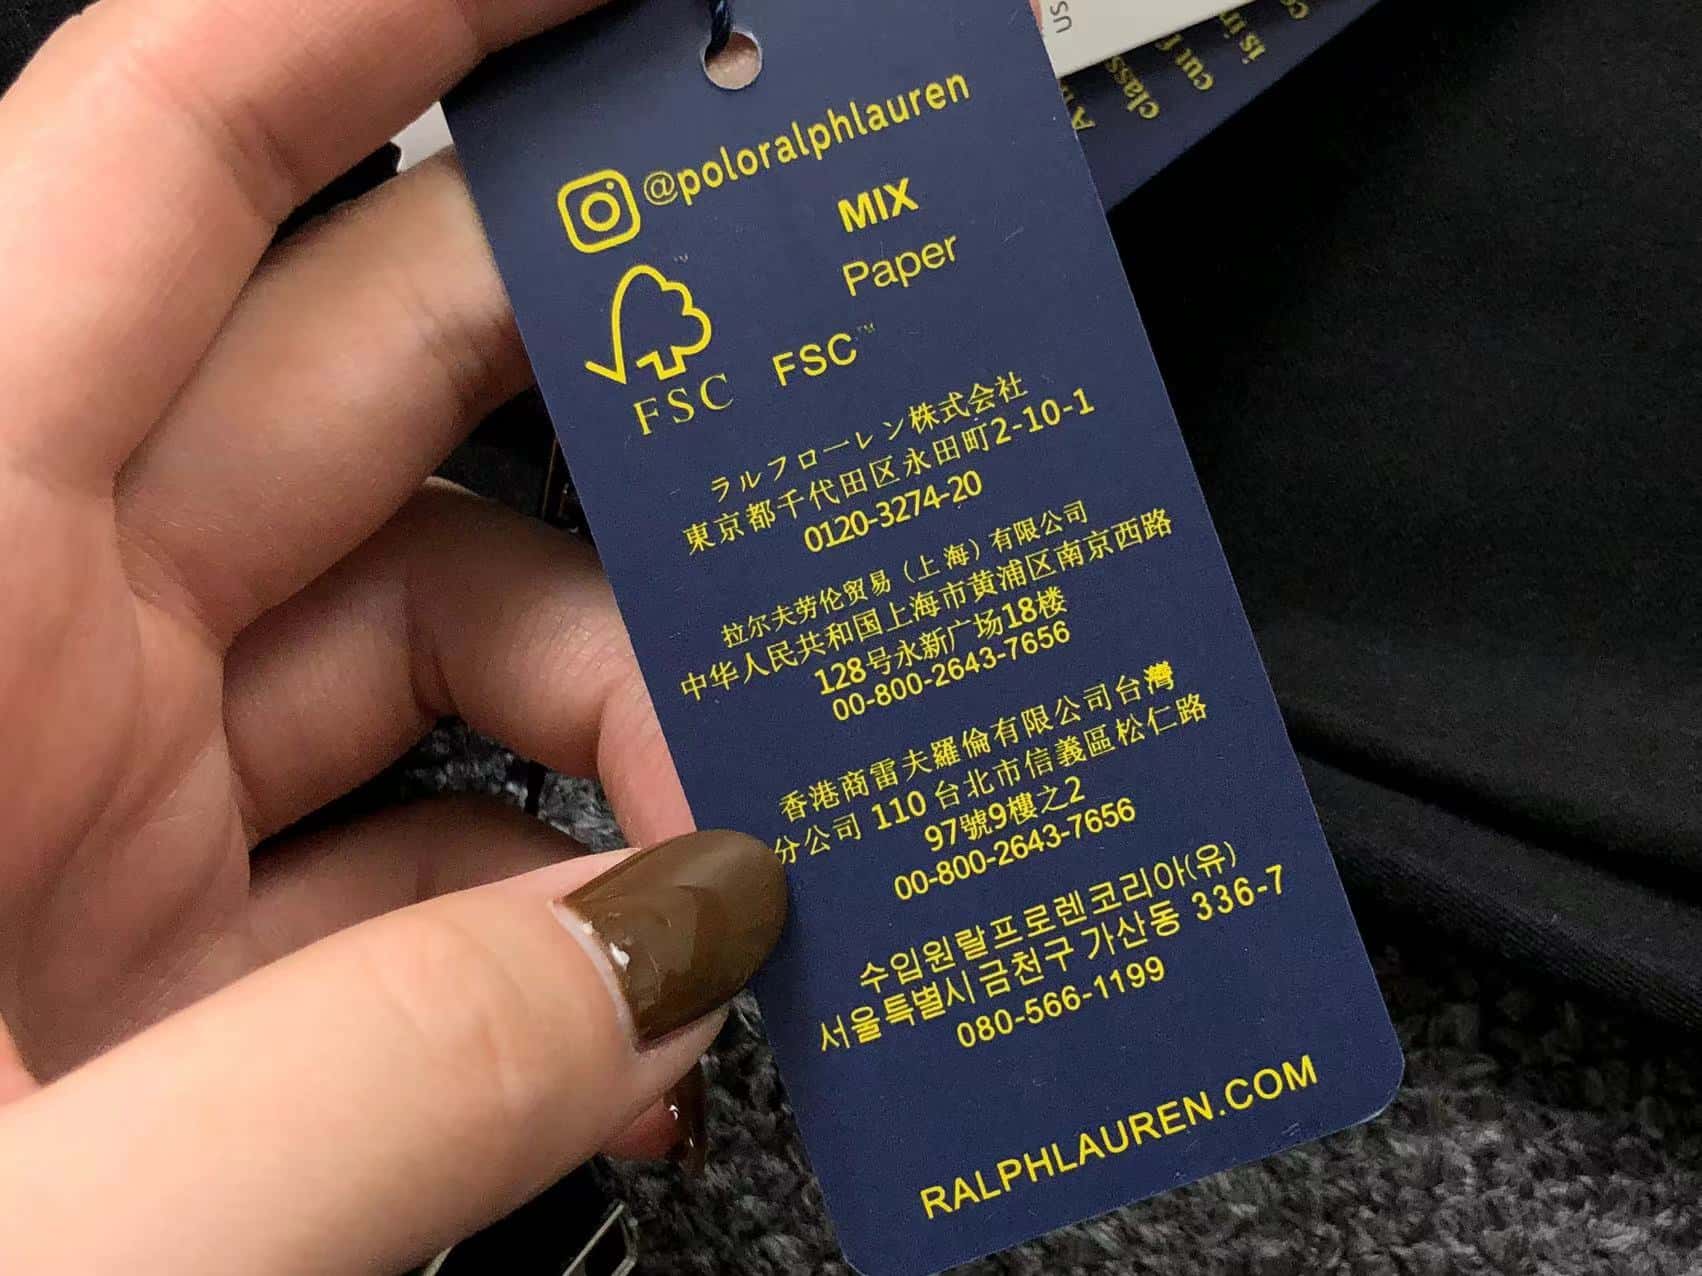 @poloralphlauren
MIX
Paper
FSC™
FSC
ラルフローレン株式会社
東京都千代田区永田町2-10-1
0120-3274-20
拉尔夫劳伦贸易（上海）有限公司
中华人民共和国上海市黄浦区南京西路
128号永新广场18楼
00-800-2643-7656
香港商雷夫羅倫有限公司台灣
分公司 110 台北市信義區松仁路
97號9樓之2
00-800-2643-7656
수입원랄프로렌코리아(유)
서울특별시금천구 가산동 336-7
080-566-1199
RALPHLAUREN.COM
class
cut
is in